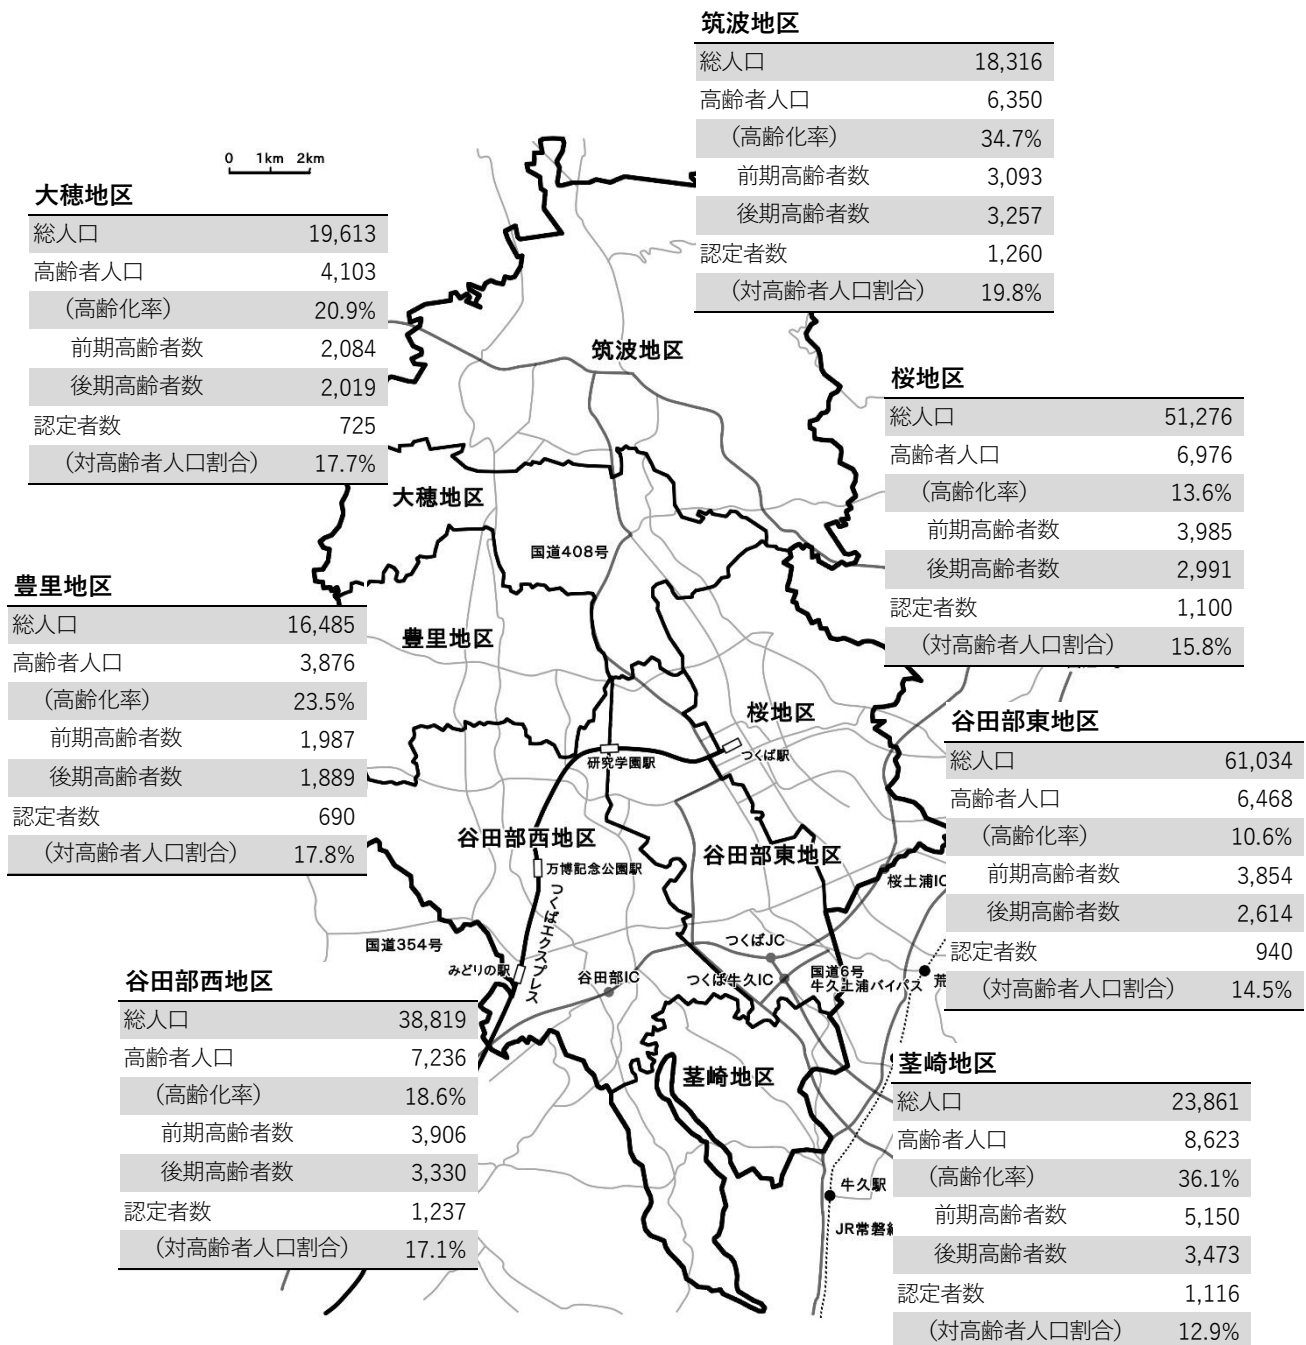 筑波地区
総人口 18,316
高齢者人口 6,350
（高齢化率） 34.7%
前期高齢者数 3,093
後期高齢者数 3,257
認定者数 1,260
（対高齢者人口割合） 19.8%
0 1km 2km
大穂地区
総人口 19,613
高齢者人口 4,103
（高齢化率） 20.9%
前期高齢者数 2,084
後期高齢者数 2,019
認定者数 725
（対高齢者人口割合） 17.7%
筑波地区
桜地区
総人口 51,276
高齢者人口 6,976
（高齢化率） 13.6%
前期高齢者数 3,985
後期高齢者数 2,991
認定者数 1,100
（対高齢者人口割合） 15.8%
大穂地区
国道408号
豊里地区
総人口 16,485
高齢者人口 3,876
（高齢化率） 23.5%
前期高齢者数 1,987
後期高齢者数 1,889
認定者数 690
（対高齢者人口割合） 17.8%
豊里地区
桜地区
つくば駅
研究学園駅
谷田部東地区
総人口 61,034
高齢者人口 6,468
（高齢化率） 10.6%
前期高齢者数 3,854
後期高齢者数 2,614
認定者数 940
（対高齢者人口割合） 14.5%
谷田部西地区
谷田部東地区
万博記念公園駅
桜土浦IC
つくばエクスプレス
国道354号
つくばJC
みどりの駅
谷田部IC
つくば牛久IC
国道6号
牛久土浦バイパス
荒
谷田部西地区
総人口 38,819
高齢者人口 7,236
（高齢化率） 18.6%
前期高齢者数 3,906
後期高齢者数 3,330
認定者数 1,237
（対高齢者人口割合） 17.1%
茎崎地区
茎崎地区
総人口 23,861
高齢者人口 8,623
（高齢化率） 36.1%
前期高齢者数 5,150
後期高齢者数 3,473
認定者数 1,116
（対高齢者人口割合） 12.9%
牛久駅
JR常磐